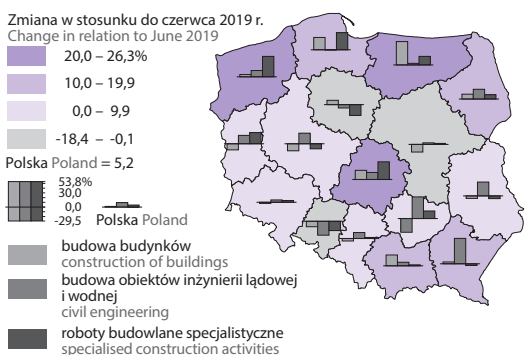 Zmiana w stosunku do czerwca 2019 r.
Change in relation to June 2019
20,0 – 26,3%
10,0 – 19,9
0,0 – 9,9
-18,4 – -0,1
Polska Poland = 5,2
53,8%
30,0
0,0
-29,5
Polska Poland
budowa budynków
construction of buildings
budowa obiektów inżynierii lądowej
i wodnej
civil engineering
roboty budowlane specjalistyczne
specialised construction activities